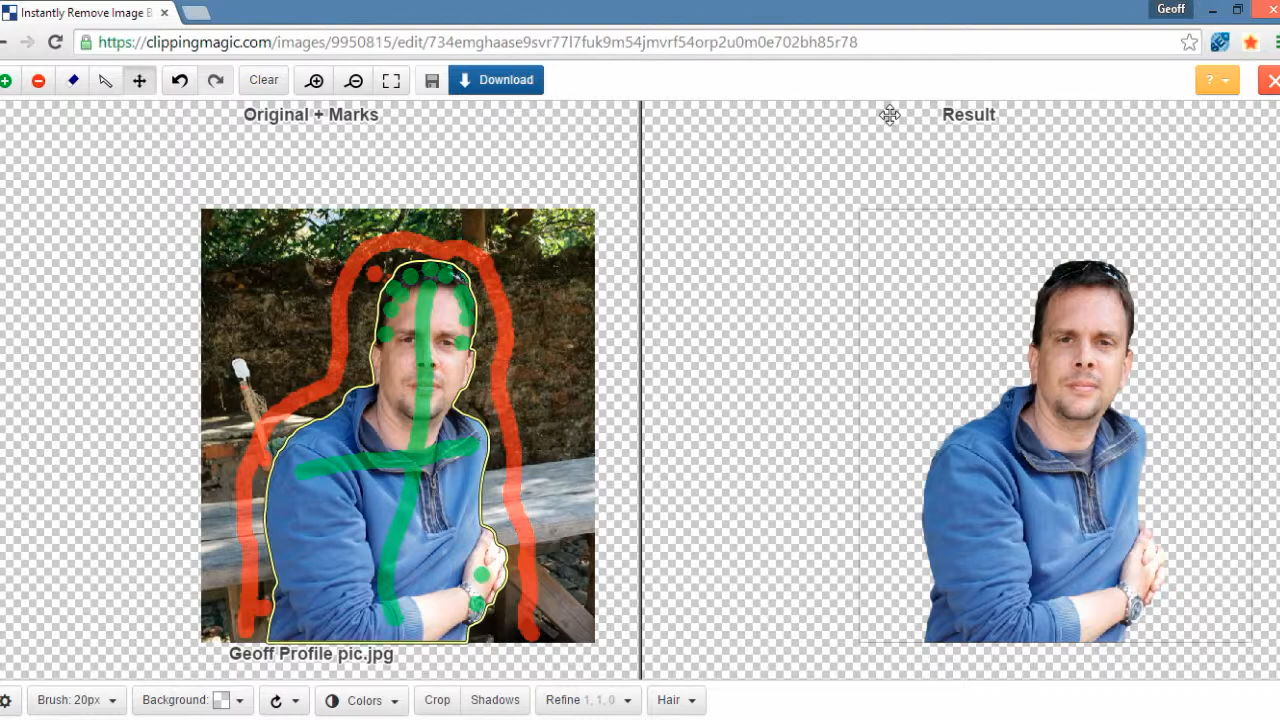 Instantly Remove Image B
Geoff
https://clippingmagic.com/images/9950815/edit/734emghaase9svr77l7fuk9m54jmvrf54orp2u0m0e702bh85r78
Clear
Download
?
Original + Marks
Result
Geoff Profile pic.jpg
Brush: 20px
Background:
Colors
Crop
Shadows
Refine 1, 1, 0
Hair